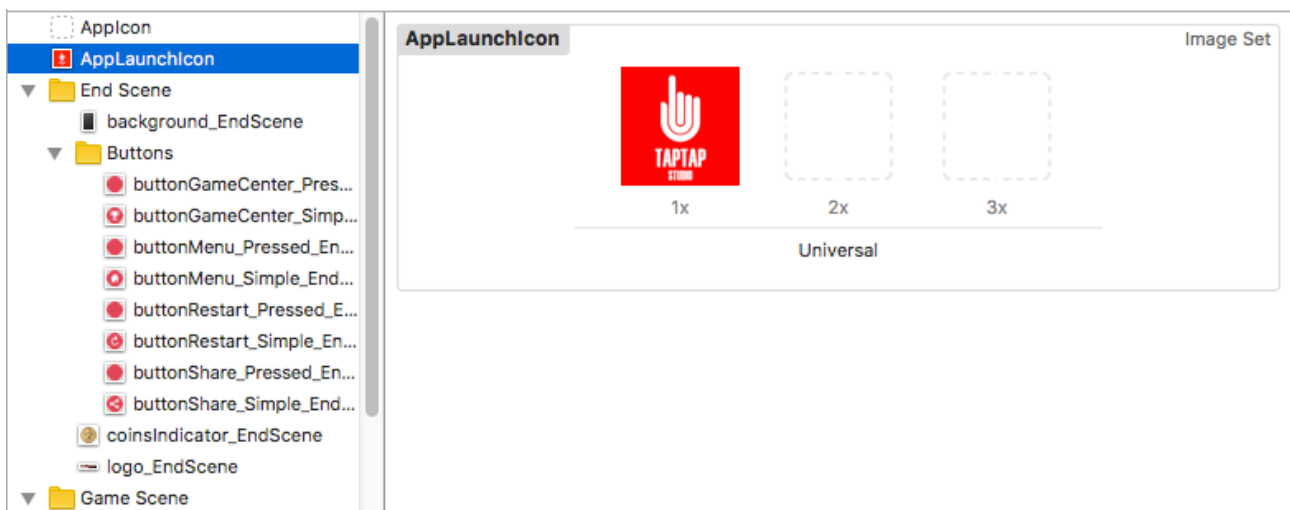 AppIcon
AppLaunchIcon
End Scene
background_EndScene
Buttons
buttonGameCenter_Pres...
buttonGameCenter_Simp...
buttonMenu_Pressed_En...
buttonMenu_Simple_End...
buttonRestart_Pressed_E...
buttonRestart_Simple_En...
buttonShare_Pressed_En...
buttonShare_Simple_End...
coinsIndicator_EndScene
logo_EndScene
Game Scene
AppLaunchIcon
Image Set
TAPTAP
STUDIO
1x
2x
3x
Universal